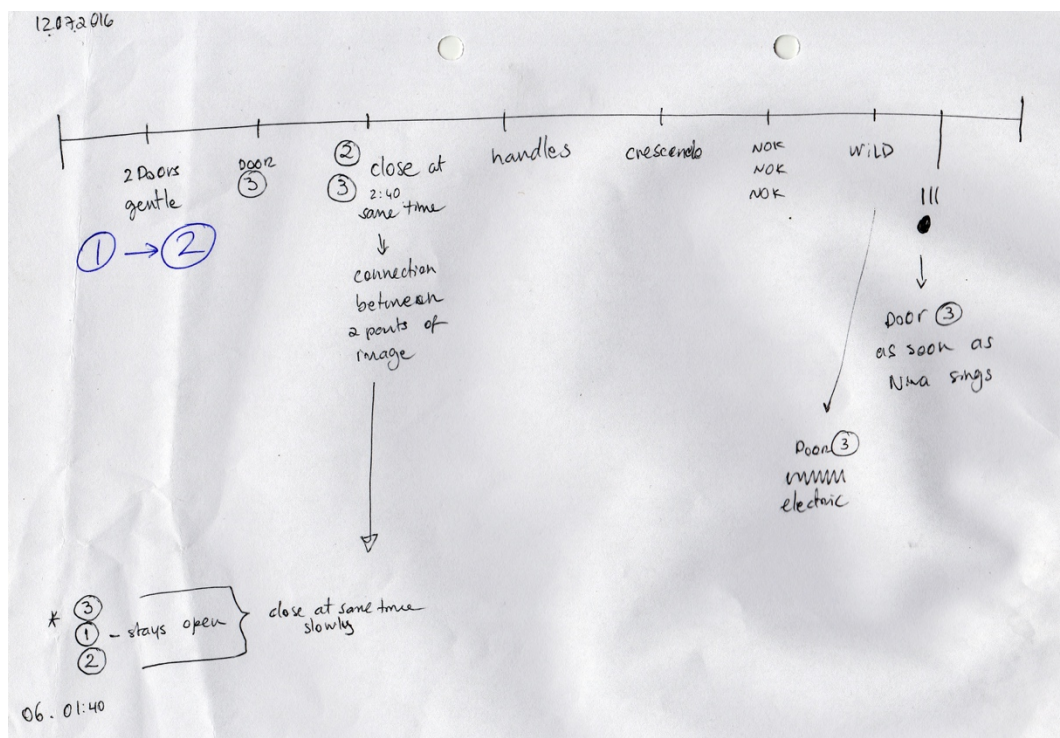 12.07.2016
2 Doors
gentle
1 → 2
Door
3
2
3
close at
2:40
same time
connection
between
2 points of
image
handles
crescendo
NOK
NOK
NOK
WILD
Door 3
as soon as
Nina sings
Door 3
electric
* 3
1 - stays open
2
close at same time
slowly
06. 01:40